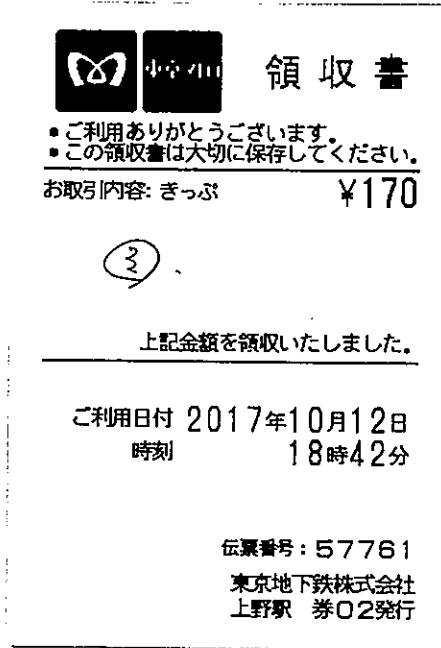 領収書
▪ご利用ありがとうございます。
▪この領収書は大切に保存してください。
お取引内容: きっぷ ¥170
③
上記金額を領収いたしました。
ご利用日付 2017年10月12日
時刻 18時42分
伝票番号:57761
東京地下鉄株式会社
上野駅 券02発行